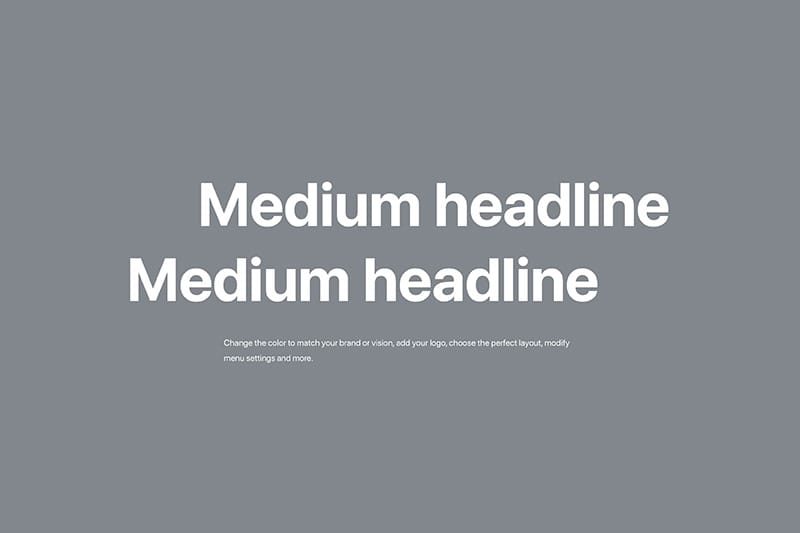 Medium headline
Medium headline
Change the color to match your brand or vision, add your logo, choose the perfect layout, modify
menu settings and more.